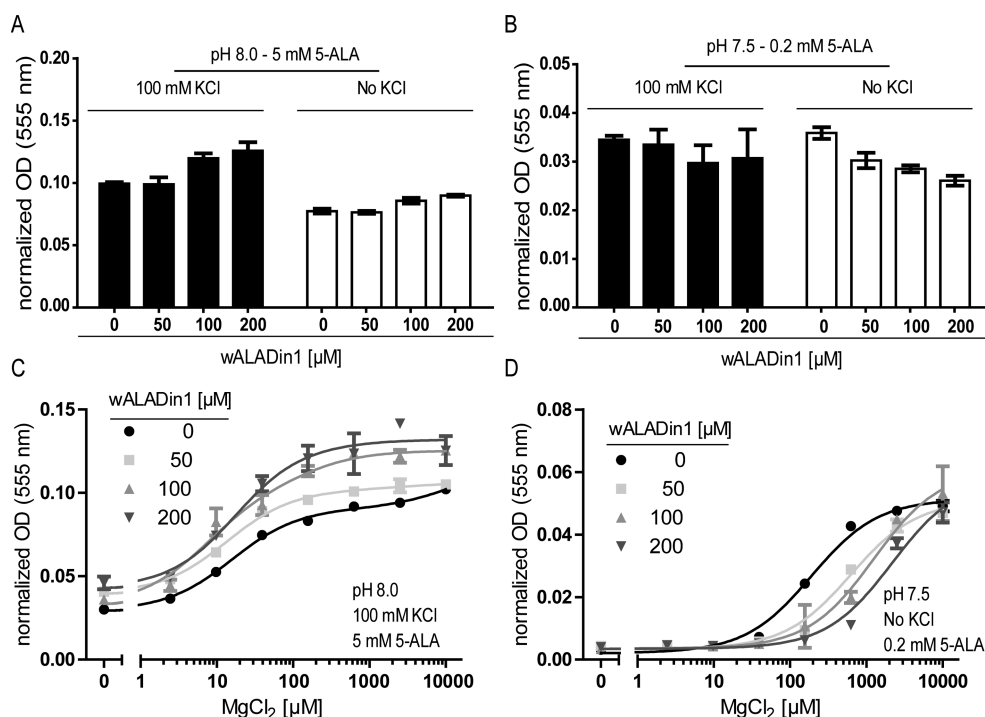 A
pH 8.0 - 5 mM 5-ALA
100 mM KCl
No KCl
normalized OD (555 nm)
0.20
0.15
0.10
0.05
0.00
0 50 100 200 0 50 100 200
wALADin1 [µM]
B
pH 7.5 - 0.2 mM 5-ALA
100 mM KCl
No KCl
normalized OD (555 nm)
0.05
0.04
0.03
0.02
0.01
0.00
0 50 100 200 0 50 100 200
wALADin1 [µM]
C
wALADin1 [µM]
0
50
100
200
normalized OD (555 nm)
0.15
0.10
0.05
0.00
pH 8.0
100 mM KCl
5 mM 5-ALA
0 1 10 100 1000 10000
MgCl₂ [µM]
D
wALADin1 [µM]
0
50
100
200
normalized OD (555 nm)
0.08
0.06
0.04
0.02
0.00
pH 7.5
No KCl
0.2 mM 5-ALA
0 1 10 100 1000 10000
MgCl₂ [µM]